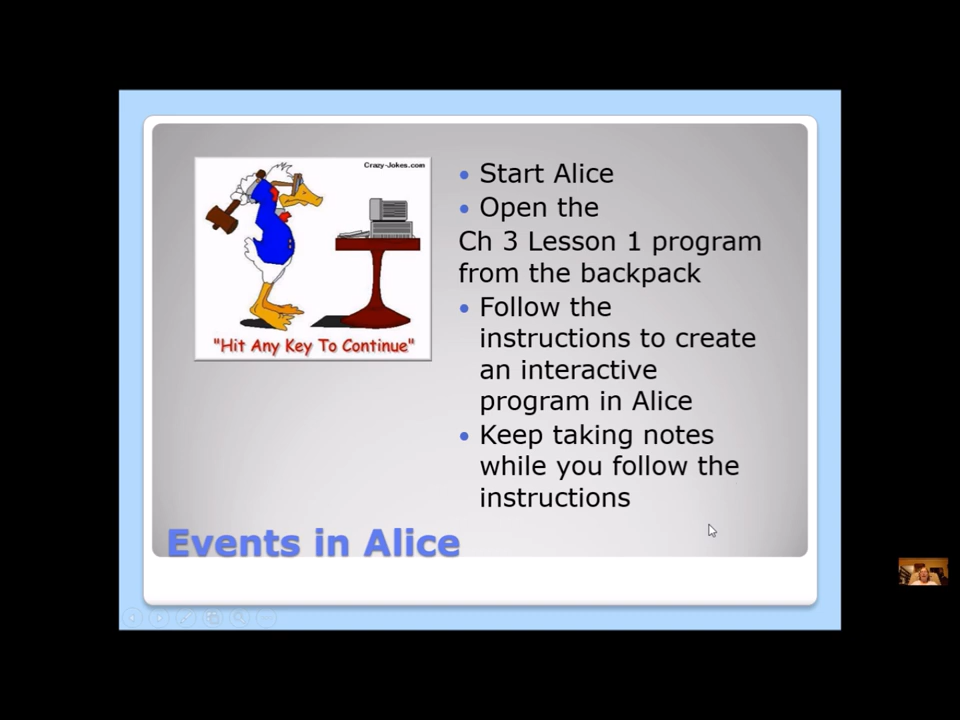 Crazy-Jokes.com
"Hit Any Key To Continue"
Start Alice
Open the
Ch 3 Lesson 1 program
from the backpack
Follow the
instructions to create
an interactive
program in Alice
Keep taking notes
while you follow the
instructions
Events in Alice